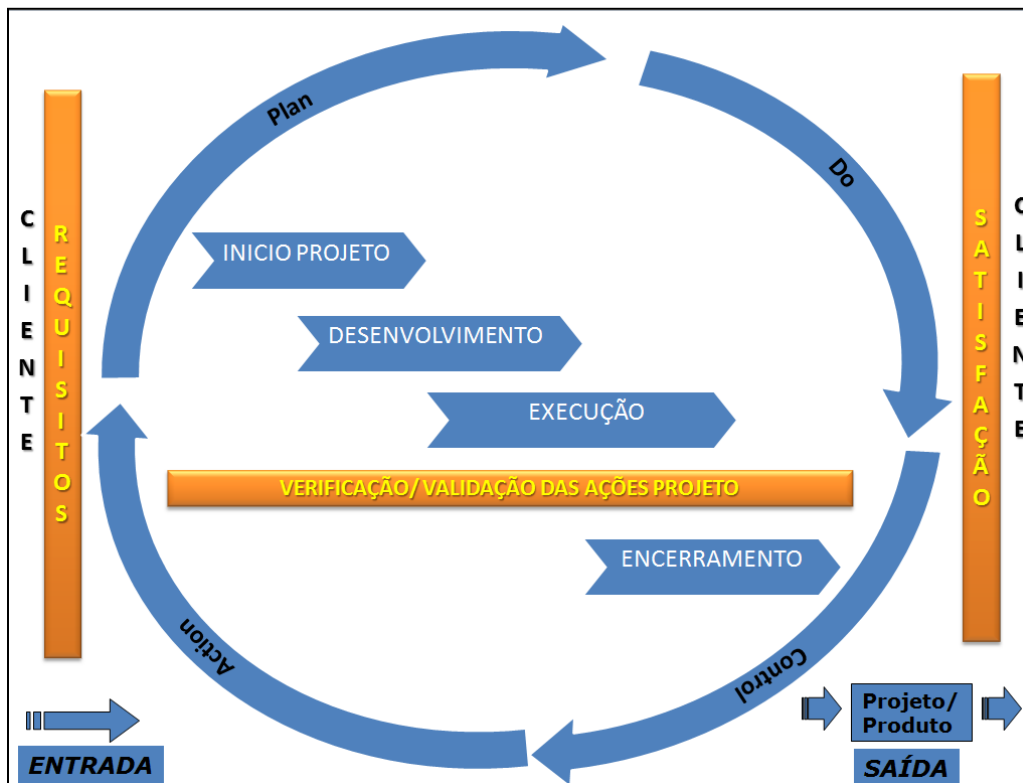 CLIENTE
REQUISITOS
Plan
Do
INICIO PROJETO
DESENVOLVIMENTO
EXECUÇÃO
VERIFICAÇÃO/ VALIDAÇÃO DAS AÇÕES PROJETO
ENCERRAMENTO
Action
Control
SATISFAÇÃO
CLIENTE
ENTRADA
Projeto/
Produto
SAÍDA